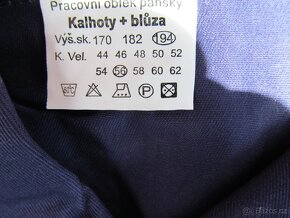 Pracovní oblek pánský
Kalhoty + blůza
Výš.sk. 170 182 194
K. Vel. 44 46 48 50 52
54 56 58 60 62